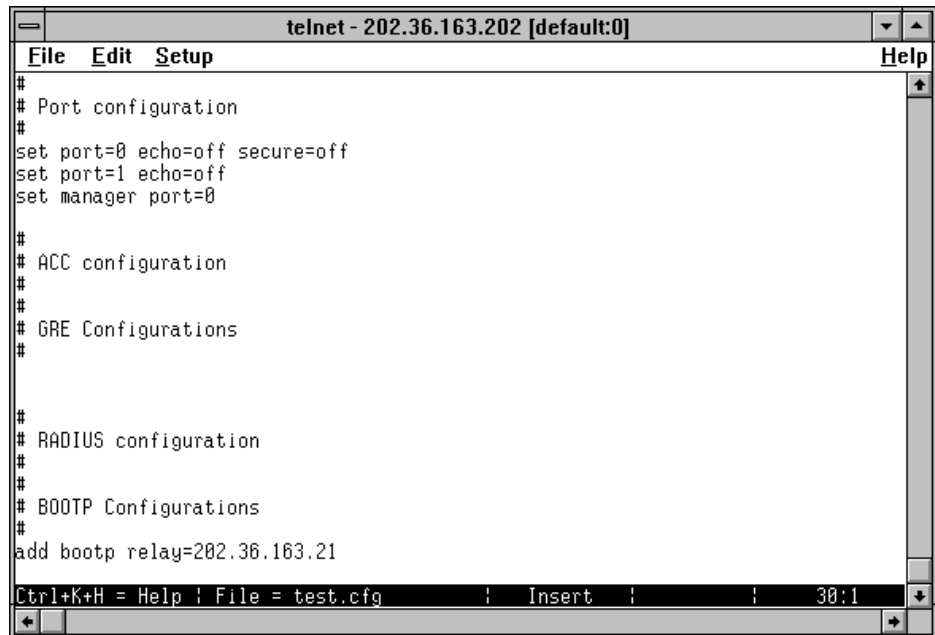 telnet - 202.36.163.202 [default:0]
File Edit Setup Help
#
# Port configuration
#
set port=0 echo=off secure=off
set port=1 echo=off
set manager port=0
#
# ACC configuration
#
#
# GRE Configurations
#
#
# RADIUS configuration
#
#
# BOOTP Configurations
#
add bootp relay=202.36.163.21
Ctrl+K+H = Help ¦ File = test.cfg ¦ Insert ¦ ¦ 30:1